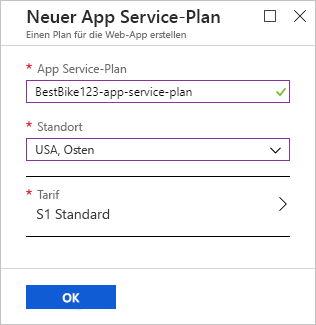 Neuer App Service-Plan
Einen Plan für die Web-App erstellen
* App Service-Plan
BestBike123-app-service-plan
* Standort
USA, Osten
* Tarif
S1 Standard
OK